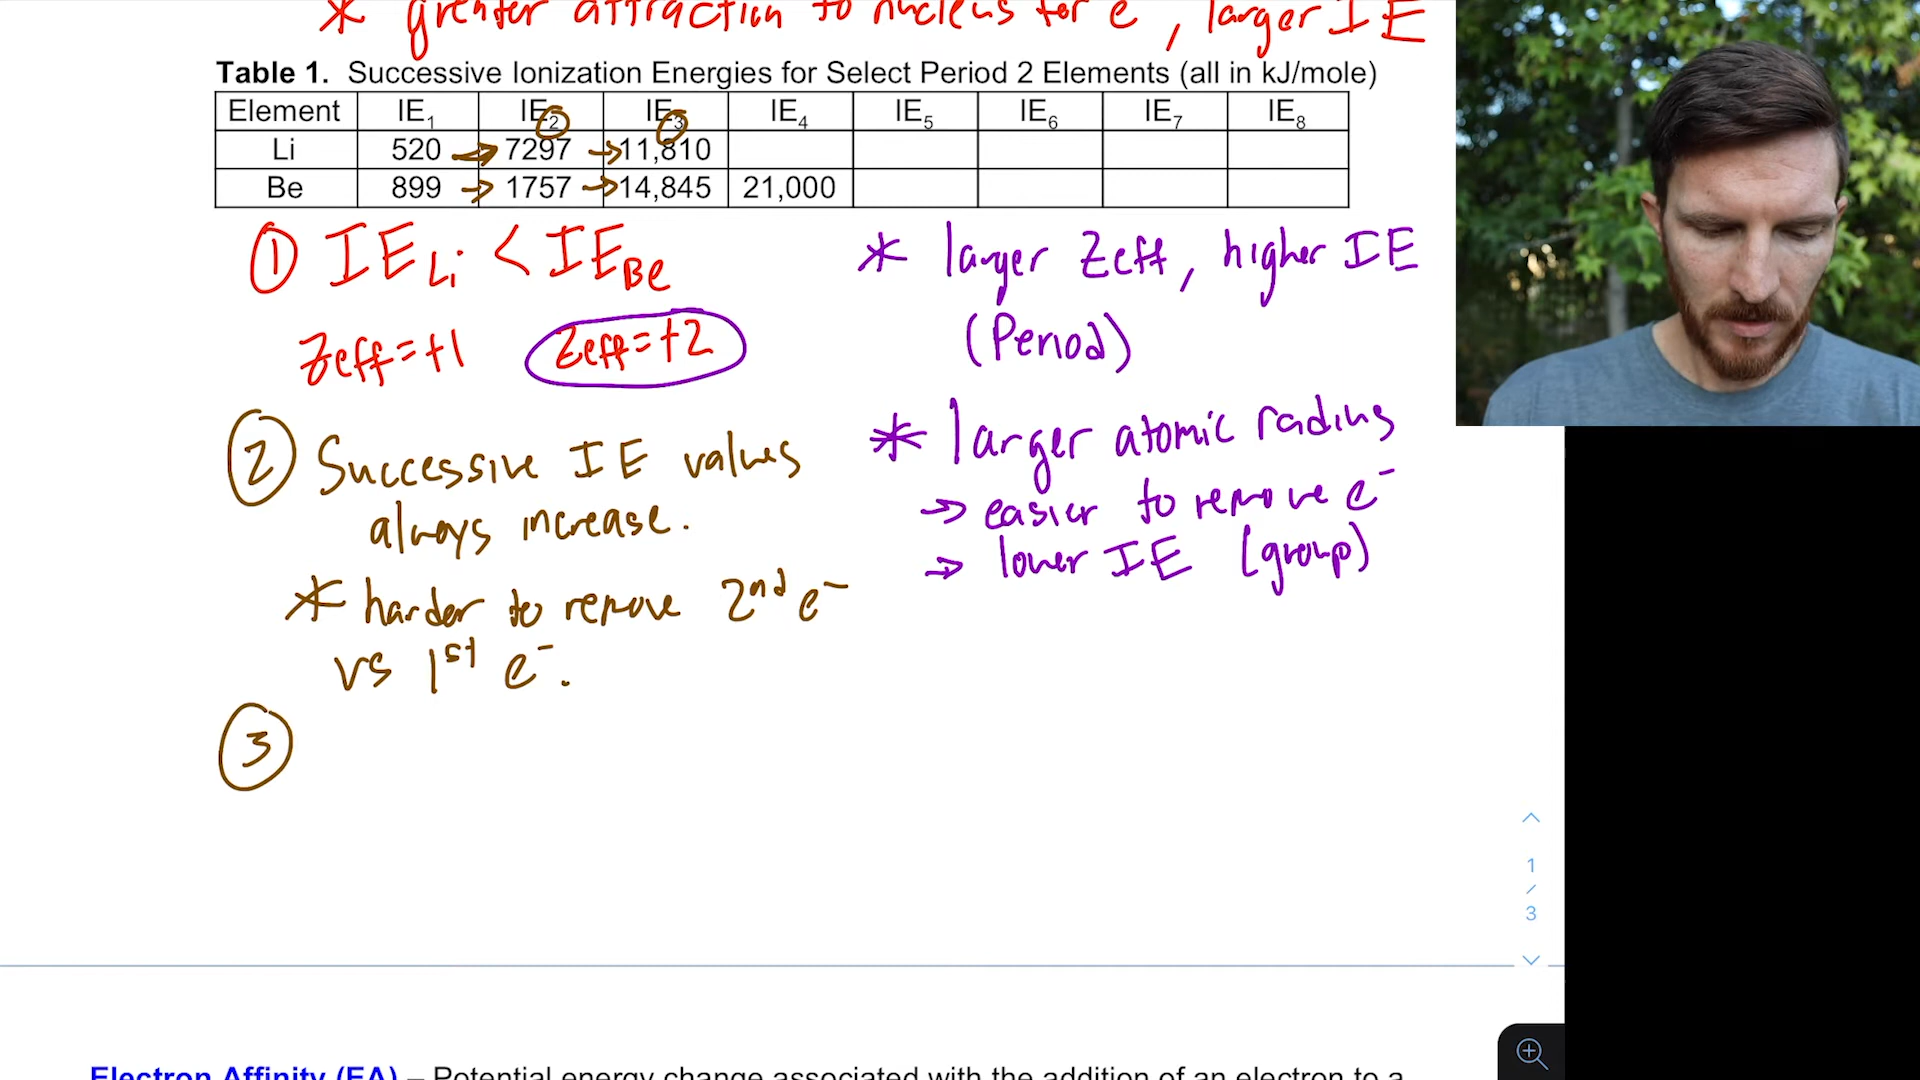 * greater attraction to nucleus for e⁻, larger IE
Table 1. Successive Ionization Energies for Select Period 2 Elements (all in kJ/mole)
Element IE₁ IE₂ IE₃ IE₄ IE₅ IE₆ IE₇ IE₈
Li 520 → 7297 → 11,810
Be 899 → 1757 → 14,845 21,000
① IE Li < IE Be
Zeff = +1 Zeff = +2
* larger Zeff, higher IE
(Period)
② Successive IE values
always increase.
* harder to remove 2nd e⁻
vs 1st e⁻.
* larger atomic radius
→ easier to remove e⁻
→ lower IE (group)
③
1
/
3
Electron Affinity (EA) – Potential energy change associated with the addition of an electron to a